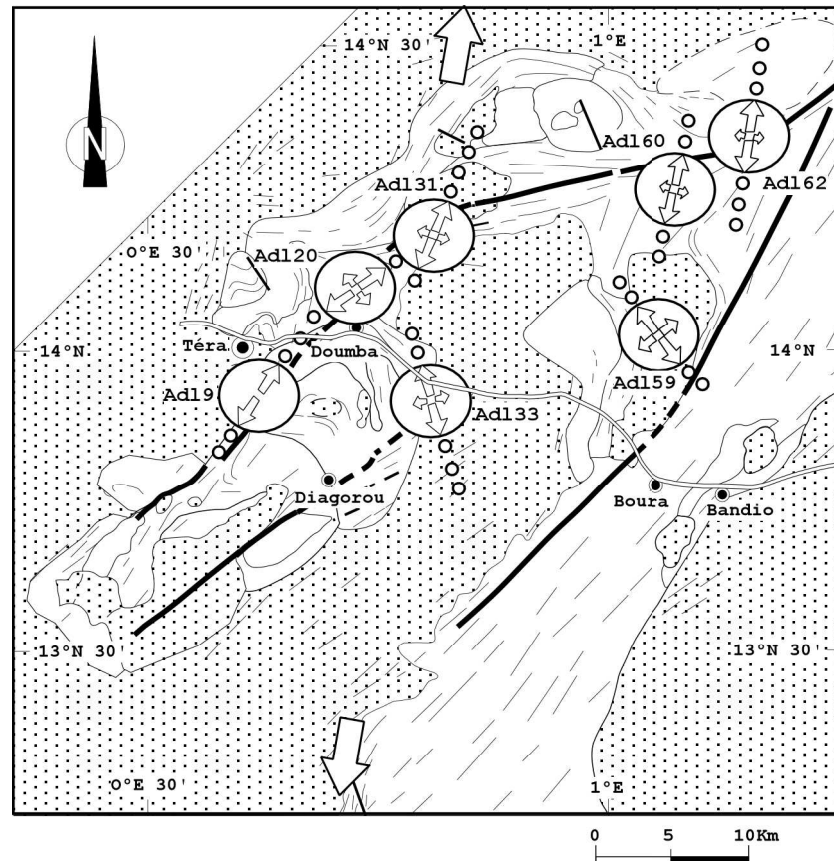 14°N 30'
1°E
N
Adl60
Adl31
Adl62
0°E 30'
Adl20
14°N
Téra
Doumba
14°N
Adl9
Adl59
Adl33
Diagorou
Boura
Bandio
13°N 30'
13°N 30'
0°E 30'
1°E
0 5 10Km